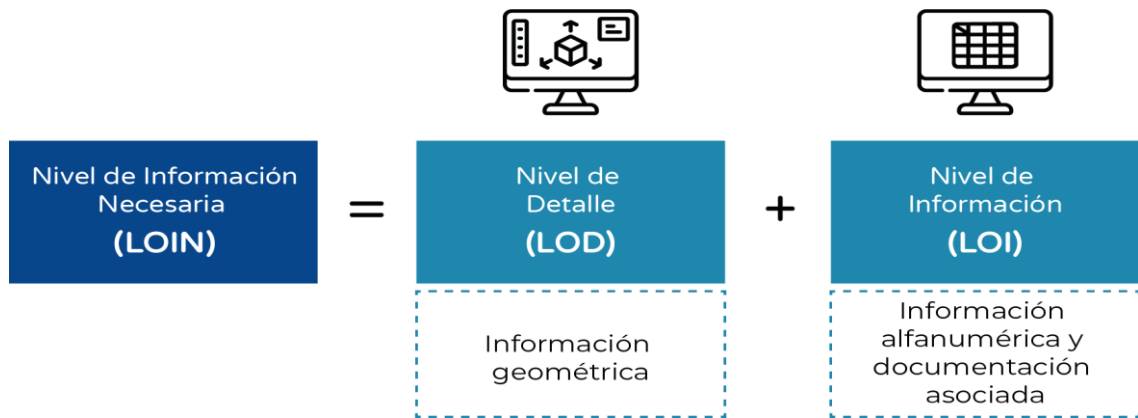 Nivel de Información
Necesaria
(LOIN)
=
Nivel de
Detalle
(LOD)
+
Nivel de
Información
(LOI)
Información
geométrica
Información
alfanumérica y
documentación
asociada